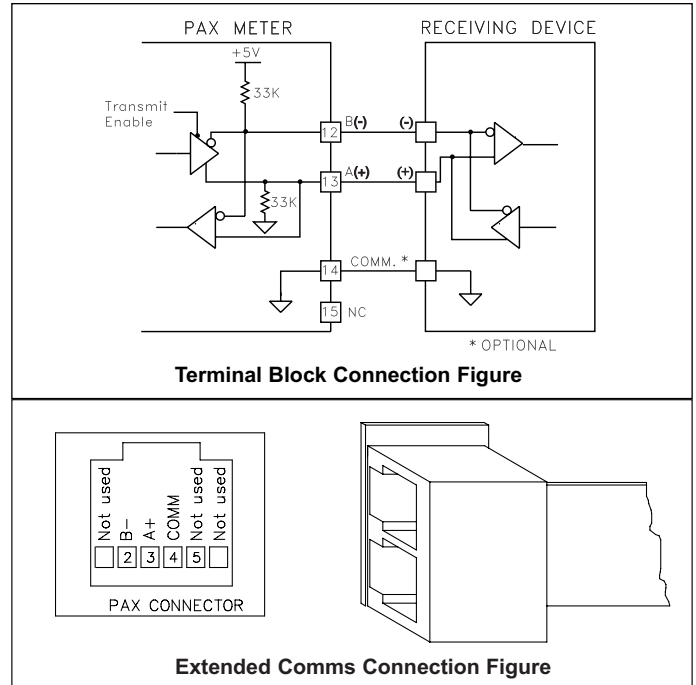 PAX METER
RECEIVING DEVICE
+5V
33K
Transmit
Enable
12
B(-)
(-)
13
A(+)
(+)
33K
14
COMM. *
15
NC
* OPTIONAL
Terminal Block Connection Figure
Not used
B-
A+
COMM
Not used
Not used
2
3
4
5
PAX CONNECTOR
Extended Comms Connection Figure